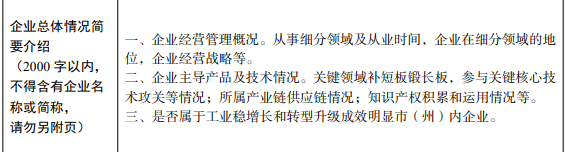 企业总体情况简
要介绍
（2000 字以内，
不得含有企业名
称或简称，
请勿另附页）
一、企业经营管理概况。从事细分领域及从业时间，企业在细分领域的地
位，企业经营战略等。
二、企业主导产品及技术情况。关键领域补短板锻长板，参与关键核心技
术攻关等情况；所属产业链供应链情况；知识产权积累和运用情况等。
三、是否属于工业稳增长和转型升级成效明显市（州）内企业。